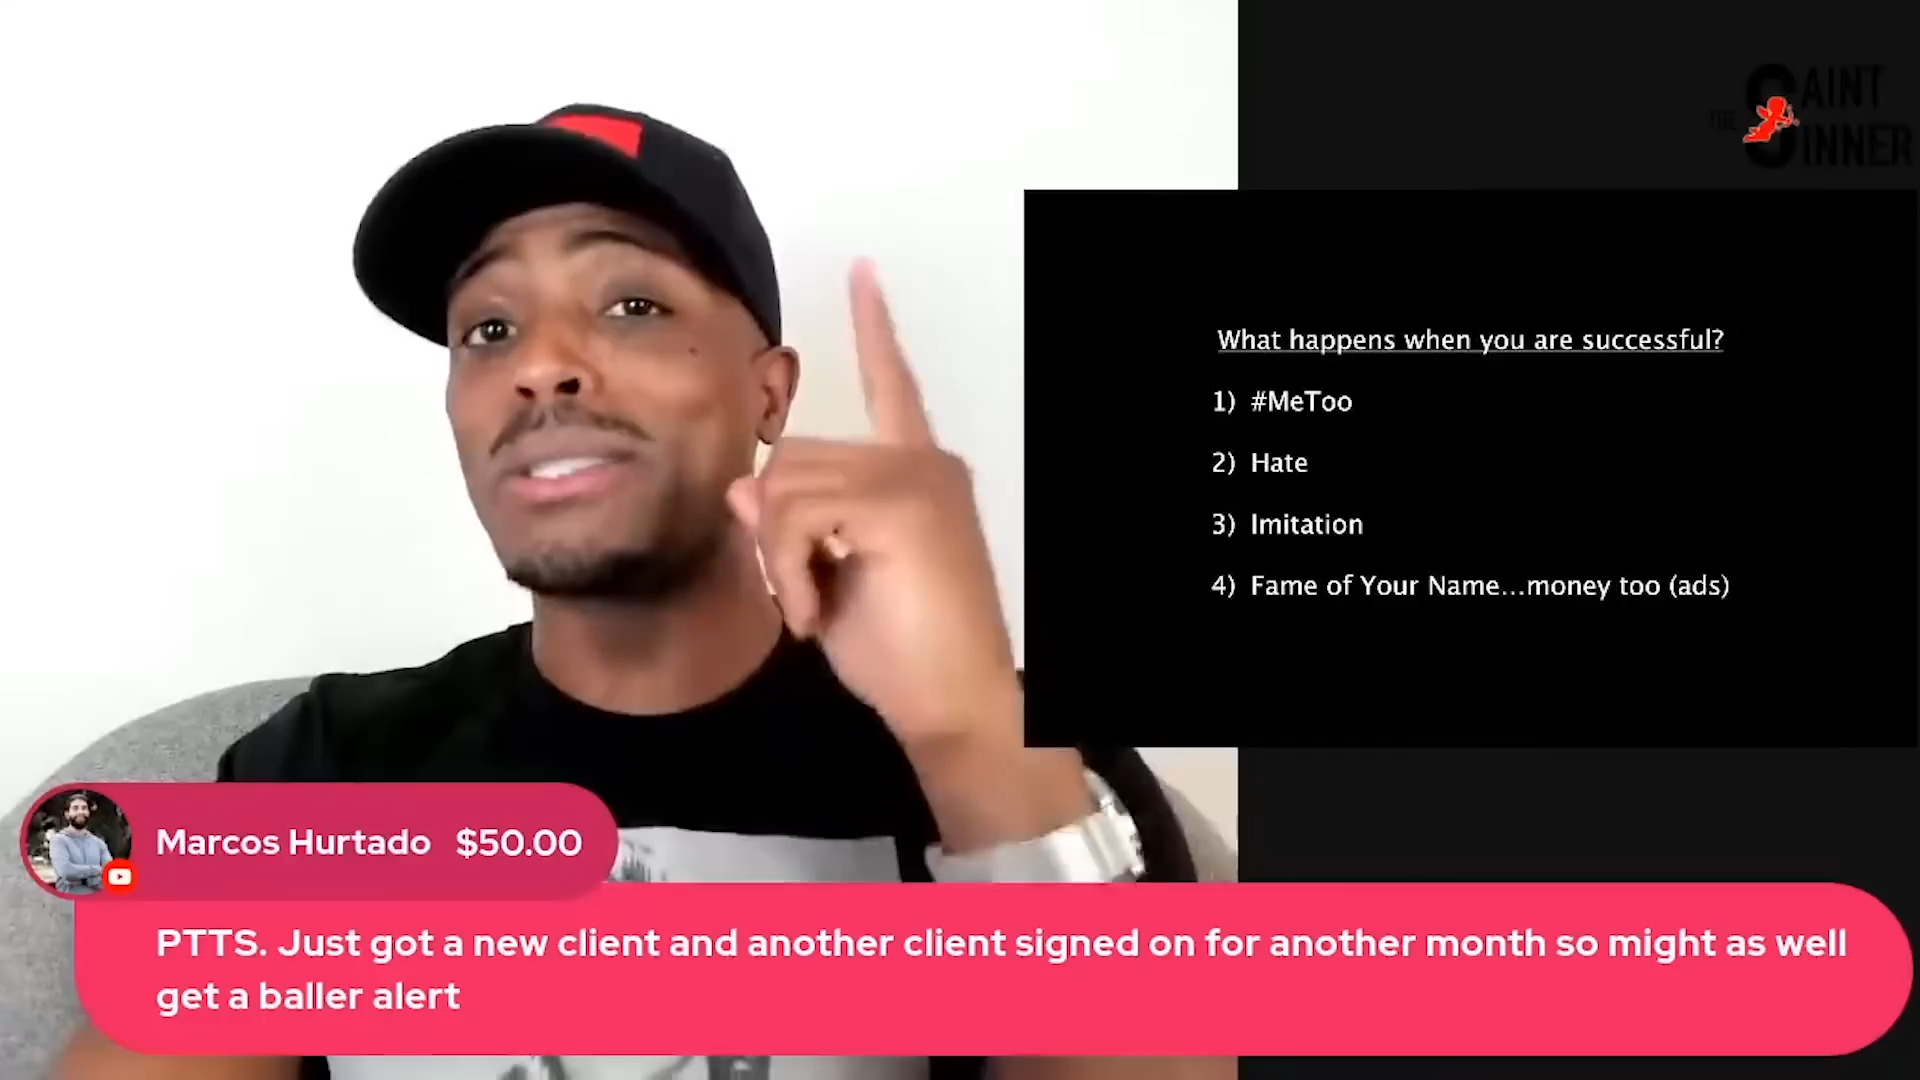 THE SAINT
SINNER
What happens when you are successful?
1) #MeToo
2) Hate
3) Imitation
4) Fame of Your Name...money too (ads)
Marcos Hurtado $50.00
PTTS. Just got a new client and another client signed on for another month so might as well
get a baller alert